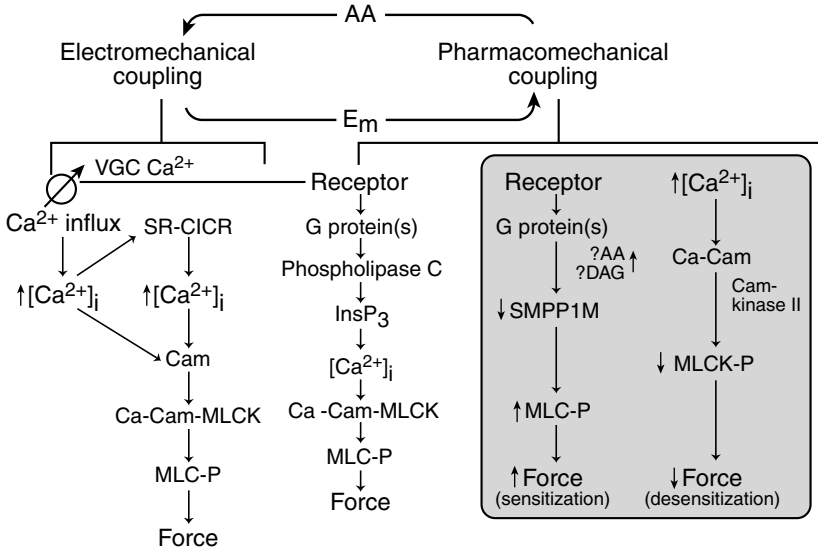 AA
Electromechanical
coupling
Pharmacomechanical
coupling
Em
VGC Ca2+
Ca2+ influx
↑[Ca2+]i
SR-CICR
↑[Ca2+]i
Cam
Ca-Cam-MLCK
MLC-P
Force
Receptor
G protein(s)
Phospholipase C
InsP3
[Ca2+]i
Ca -Cam-MLCK
MLC-P
Force
Receptor
G protein(s)
?AA
?DAG ↑
↓ SMPP1M
↑MLC-P
↑Force
(sensitization)
↑[Ca2+]i
Ca-Cam
Cam-
kinase II
↓ MLCK-P
↓Force
(desensitization)